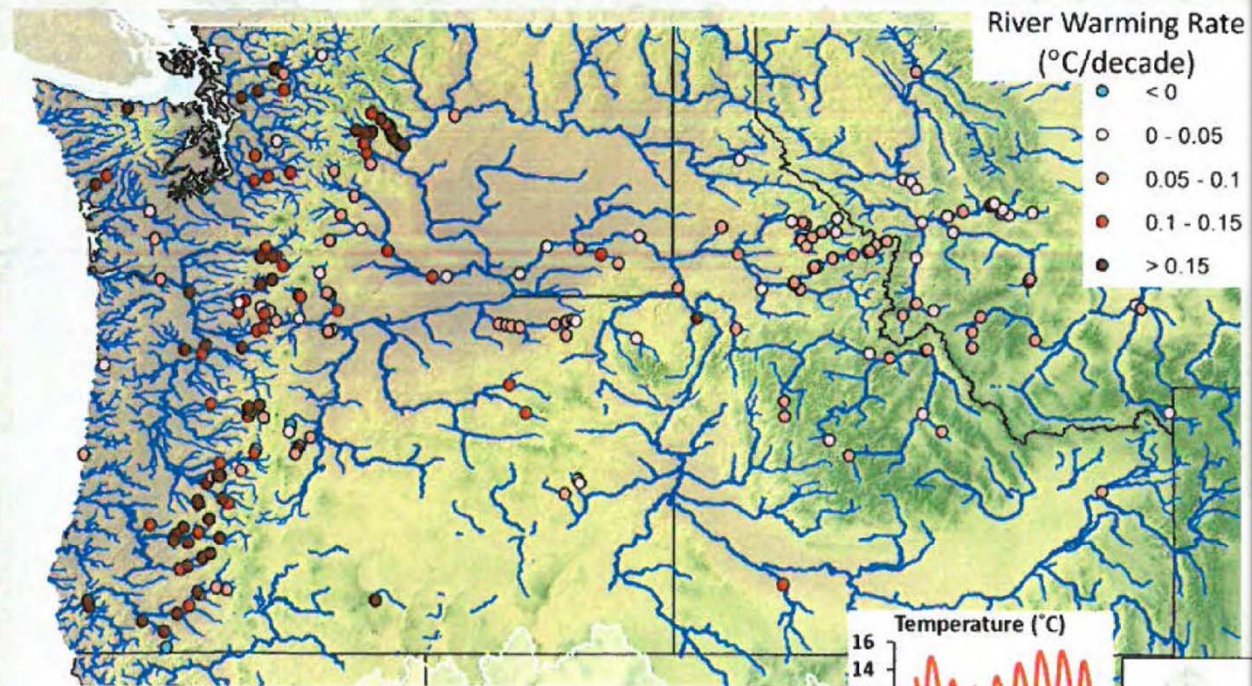 River Warming Rate
(°C/decade)
< 0
0 - 0.05
0.05 - 0.1
0.1 - 0.15
> 0.15
Temperature (°C)
16
14